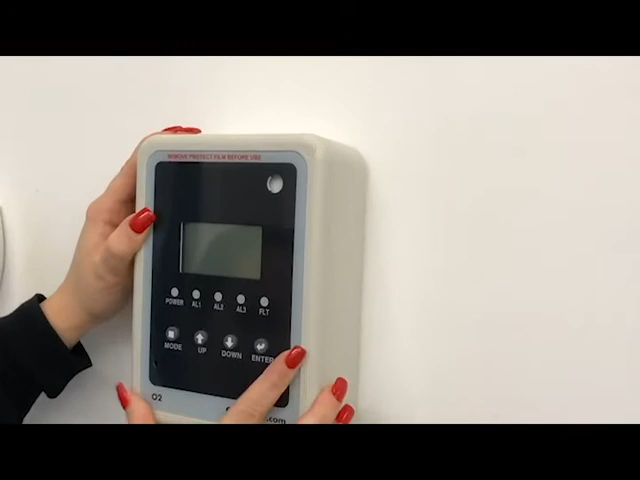 REMOVE PROTECT FILM BEFORE USE
POWER AL1 AL2 AL3 FLT
MODE UP DOWN ENTER
O2
.com